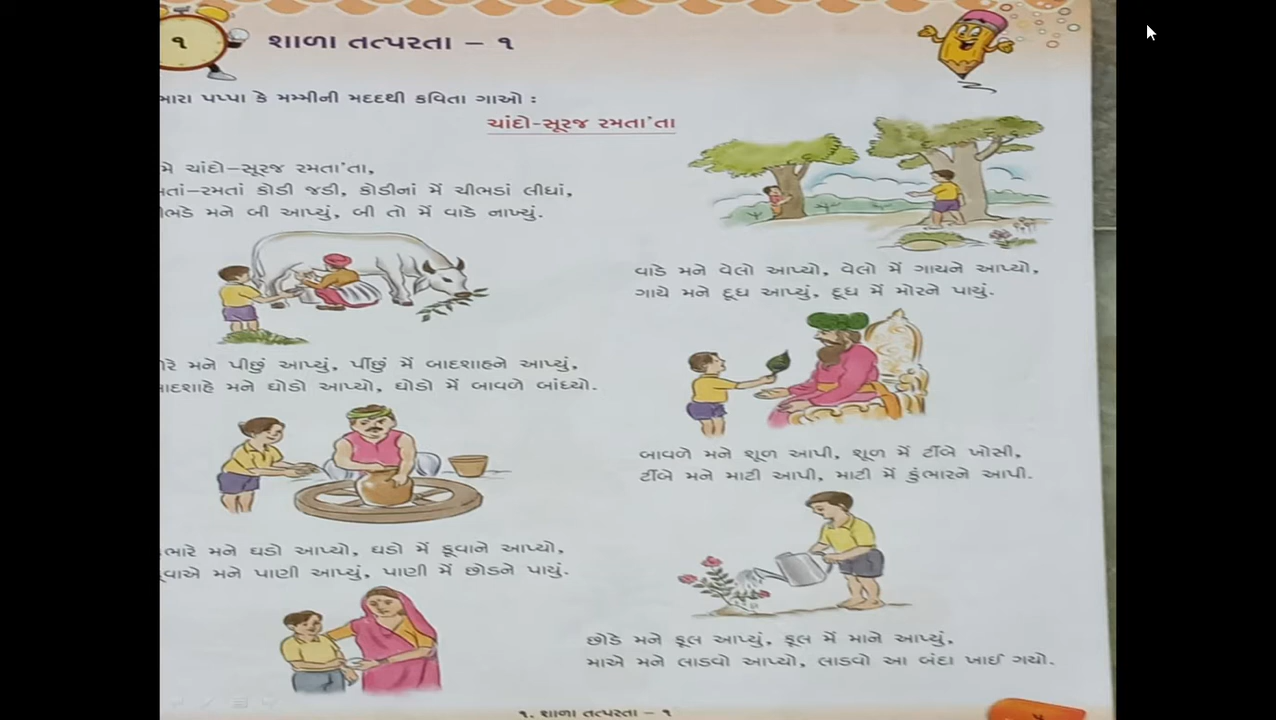 ૧
શાળા તત્પરતા – ૧
પપ્પા કે મમ્મીની મદદથી કવિતા ગાઓ :
ચાંદો-સૂરજ રમતા'તા
ચાંદો-સૂરજ રમતા'તા,
કોડી જડી, કોડીનાં મેં ચીભડાં લીધાં,
મને બી આપ્યું, બી તો મેં વાડે નાખ્યું.
વાડે મને વેલો આપ્યો, વેલો મેં ગાયને આપ્યો,
ગાયે મને દૂધ આપ્યું, દૂધ મેં મોરને પાયું.
મને પીછું આપ્યું, પીંછું મેં બાદશાહને આપ્યું,
મને ઘોડો આપ્યો, ઘોડો મેં બાવળે બાંધ્યો.
બાવળે મને શૂળ આપી, શૂળ મેં ટીંબે ખોસી,
ટીંબે મને માટી આપી, માટી મેં કુંભારને આપી.
મને ઘડો આપ્યો, ઘડો મેં કૂવાને આપ્યો,
મને પાણી આપ્યું, પાણી મેં છોડને પાયું.
છોડે મને ફૂલ આપ્યું, ફૂલ મેં માને આપ્યું,
માએ મને લાડવો આપ્યો, લાડવો આ બંદા ખાઈ ગયો.
૧. શાળા તત્પરતા – ૧